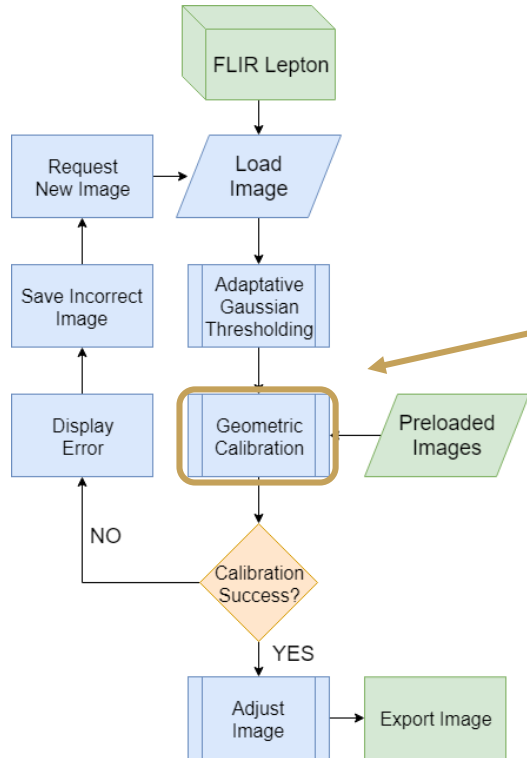 FLIR Lepton
Request
New Image
Load
Image
Save Incorrect
Image
Adaptative
Gaussian
Thresholding
Display
Error
Geometric
Calibration
Preloaded
Images
NO
Calibration
Success?
YES
Adjust
Image
Export Image